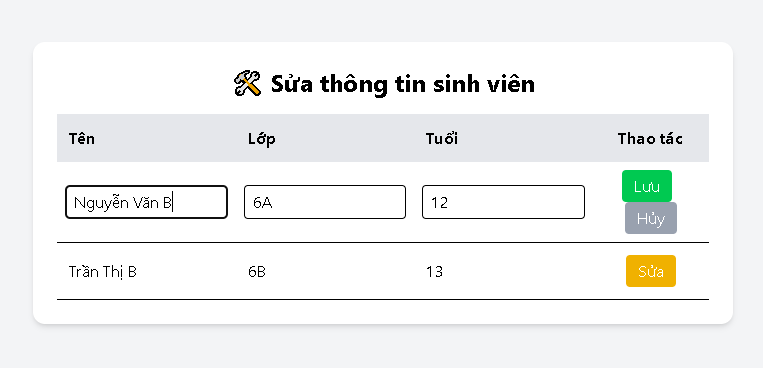 🛠 Sửa thông tin sinh viên
Tên Lớp Tuổi Thao tác
Nguyễn Văn B 6A 12 Lưu
Hủy
Trần Thị B 6B 13 Sửa